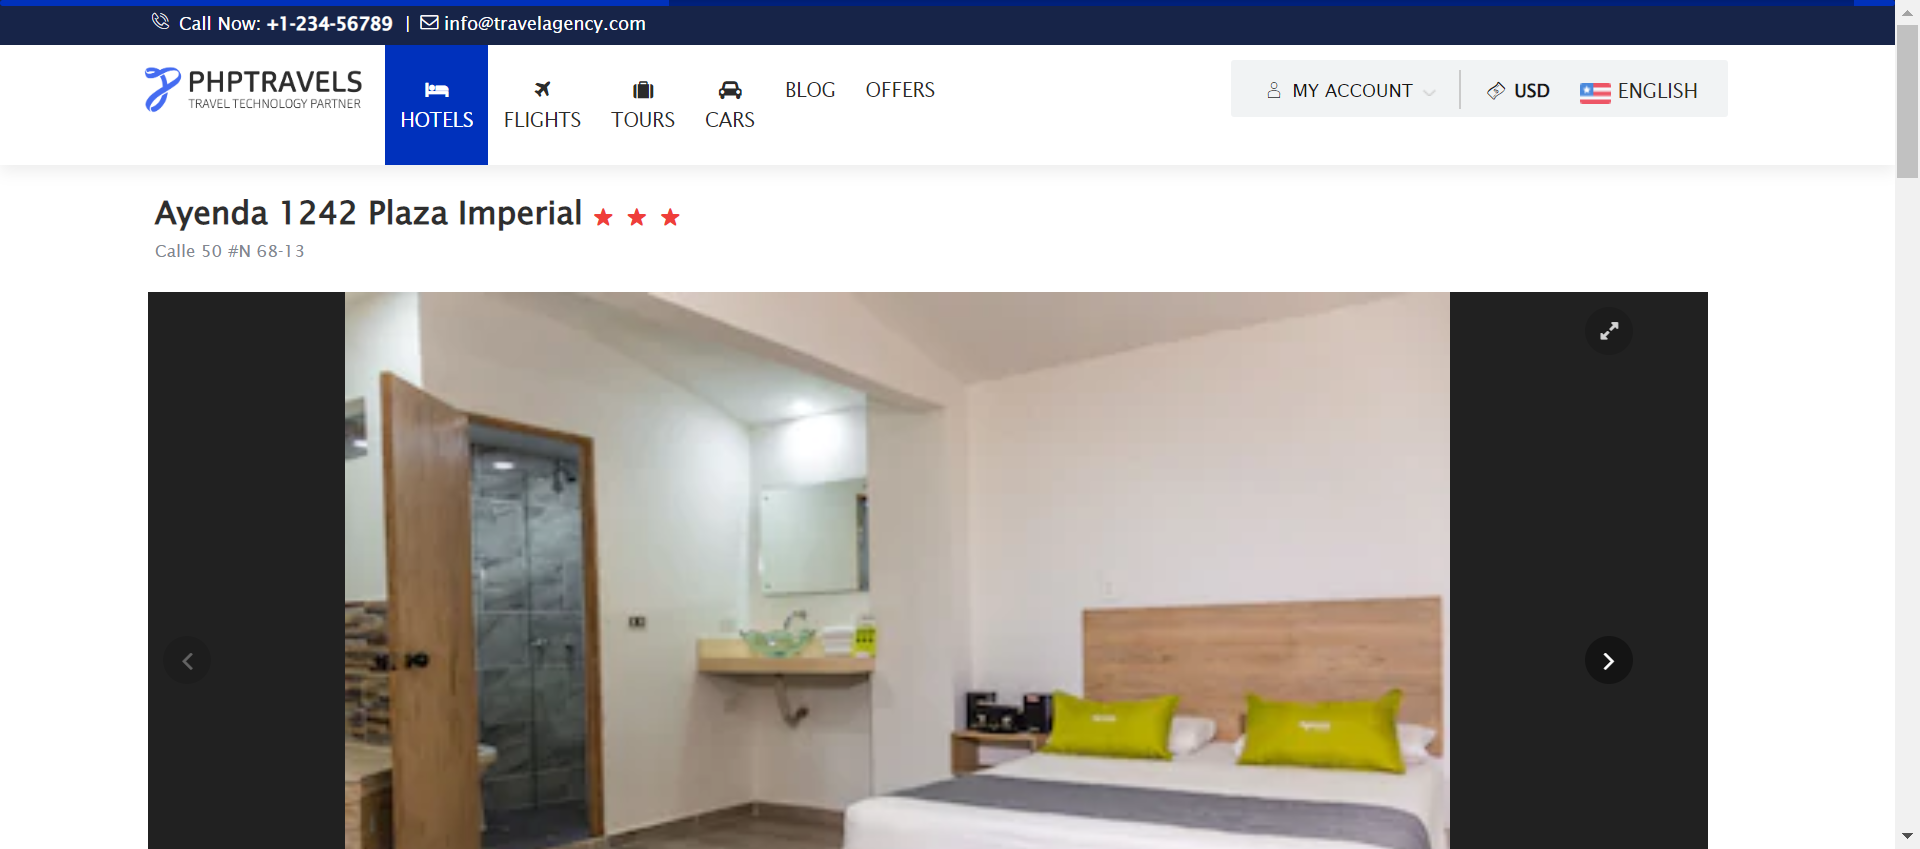 Call Now: +1-234-56789 | info@travelagency.com
PHPTRAVELS
TRAVEL TECHNOLOGY PARTNER
HOTELS
FLIGHTS
TOURS
CARS
BLOG
OFFERS
MY ACCOUNT
USD
ENGLISH
Ayenda 1242 Plaza Imperial
Calle 50 #N 68-13